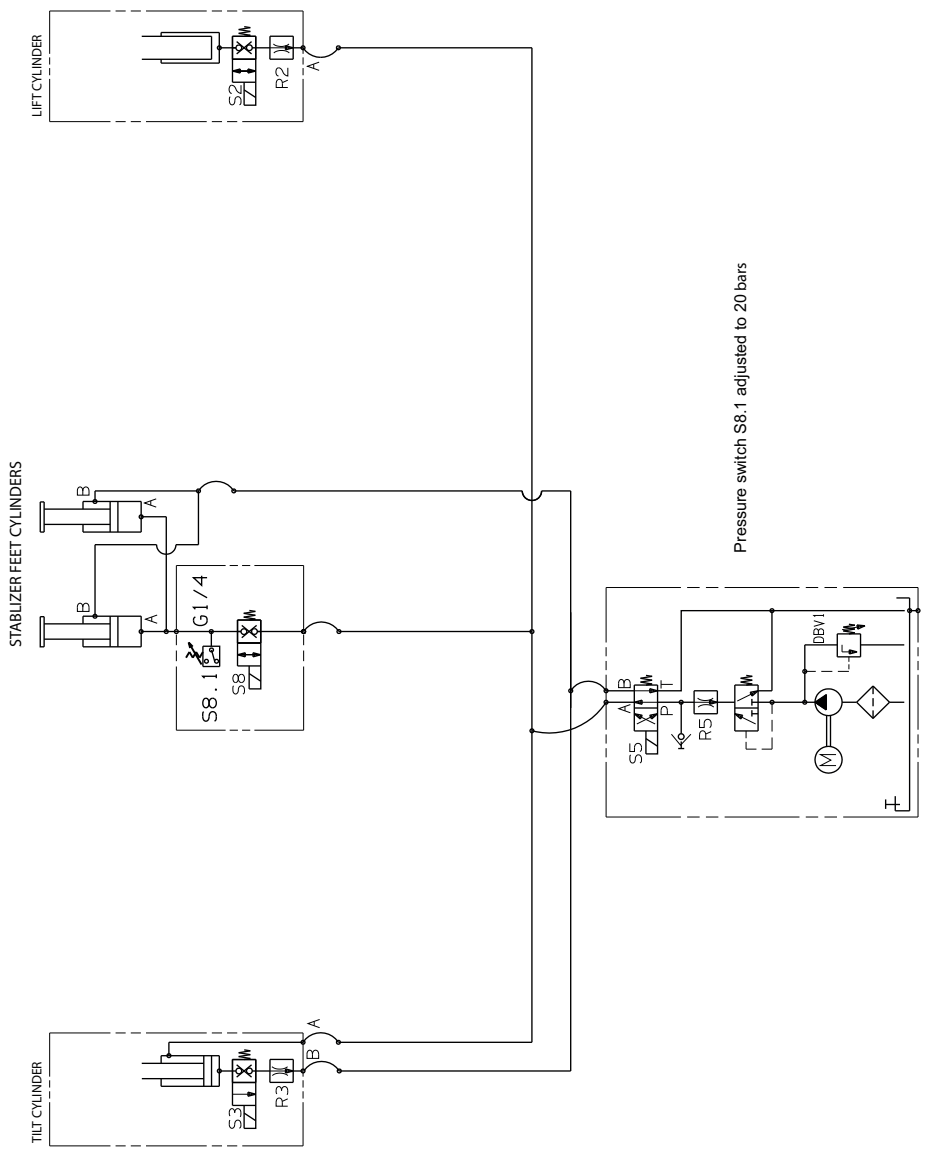 LIFT CYLINDER
S2
R2
A
STABLIZER FEET CYLINDERS
B
A
B
A
G1/4
S8.1
S8
Pressure switch S8.1 adjusted to 20 bars
DBV1
B
A
T
P
S5
R5
M
TILT CYLINDER
A
B
S3
R3